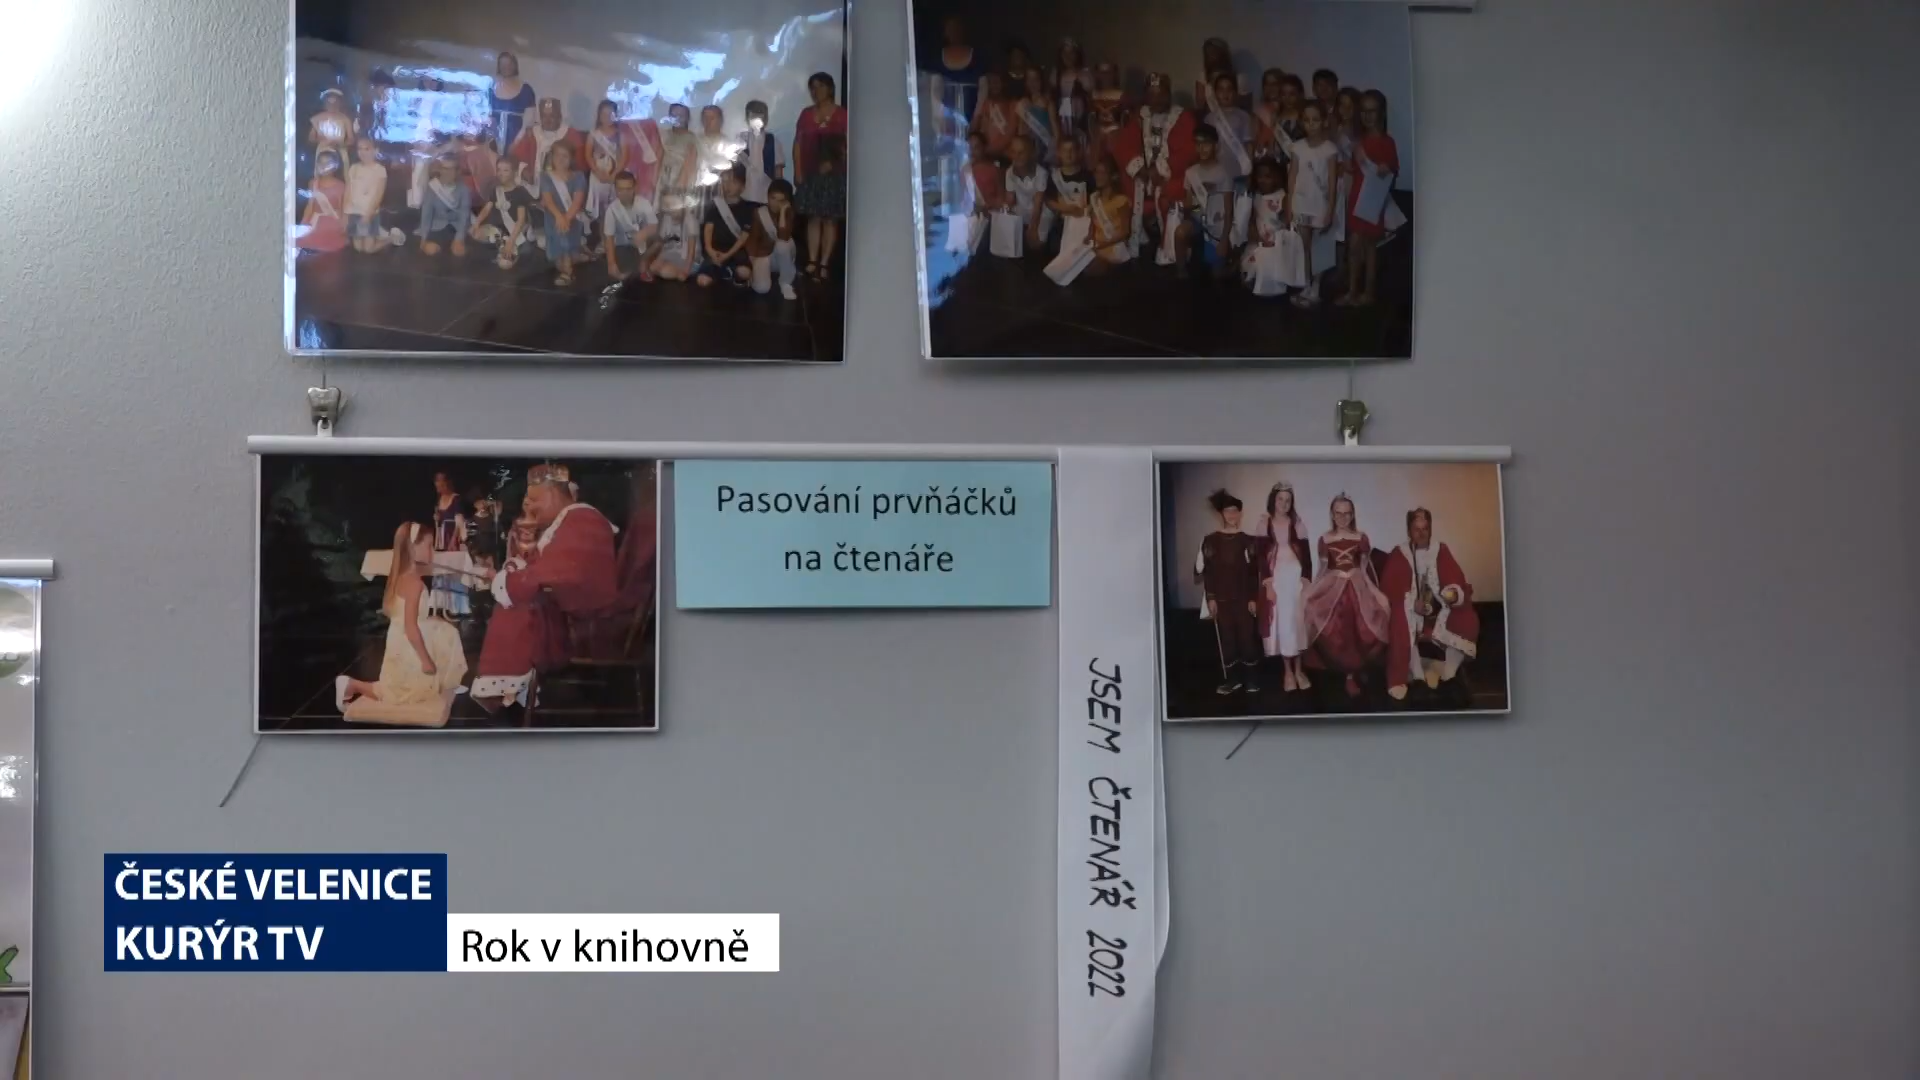 Pasování prvňáčků
na čtenáře
JSEM ČTENÁŘ 2022
ČESKÉ VELENICE
KURÝR TV
Rok v knihovně